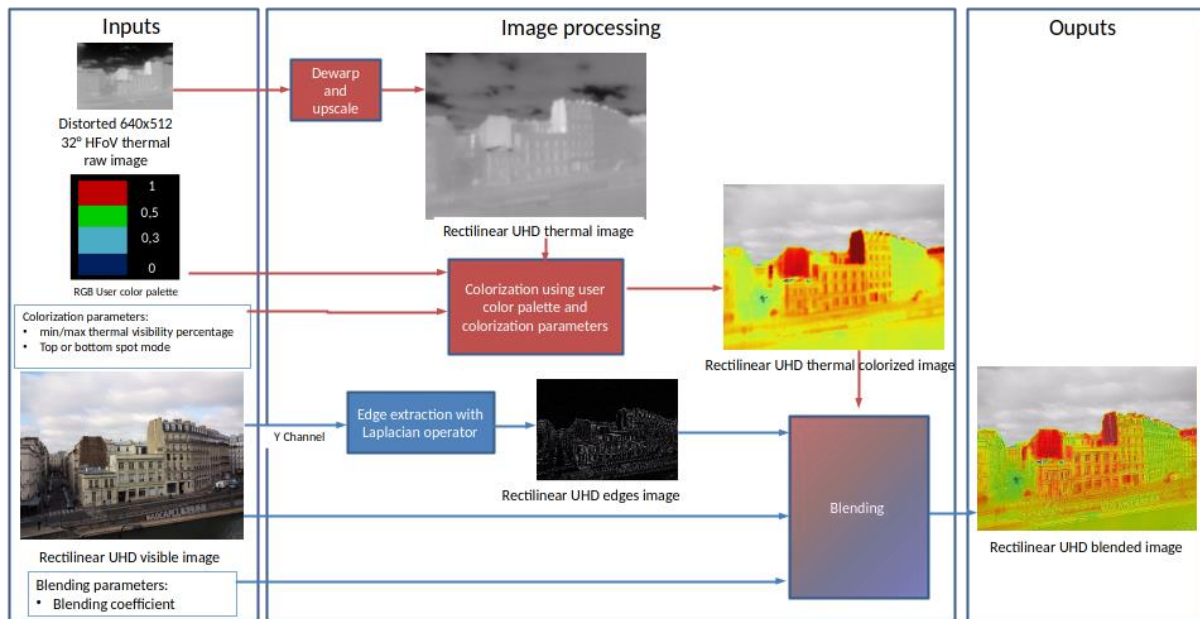 Inputs
Image processing
Ouputs
Dewarp
and
upscale
Distorted 640x512
32° HFoV thermal
raw image
1
0,5
0,3
0
RGB User color palette
Rectilinear UHD thermal image
Colorization using user
color palette and
colorization parameters
Colorization parameters:
• min/max thermal visibility percentage
• Top or bottom spot mode
Rectilinear UHD thermal colorized image
Y Channel
Edge extraction with
Laplacian operator
Rectilinear UHD edges image
Blending
Rectilinear UHD visible image
Rectilinear UHD blended image
Blending parameters:
• Blending coefficient